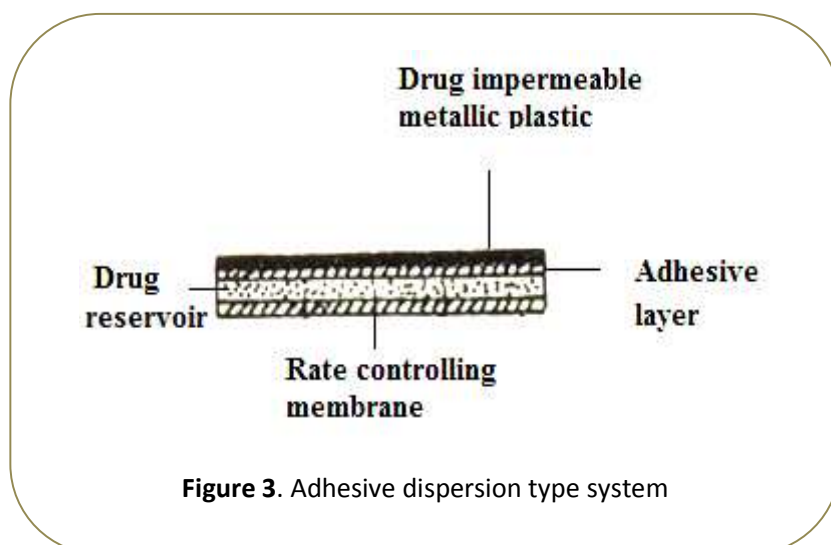 Drug impermeable
metallic plastic
Drug
reservoir
Adhesive
layer
Rate controlling
membrane
Figure 3. Adhesive dispersion type system